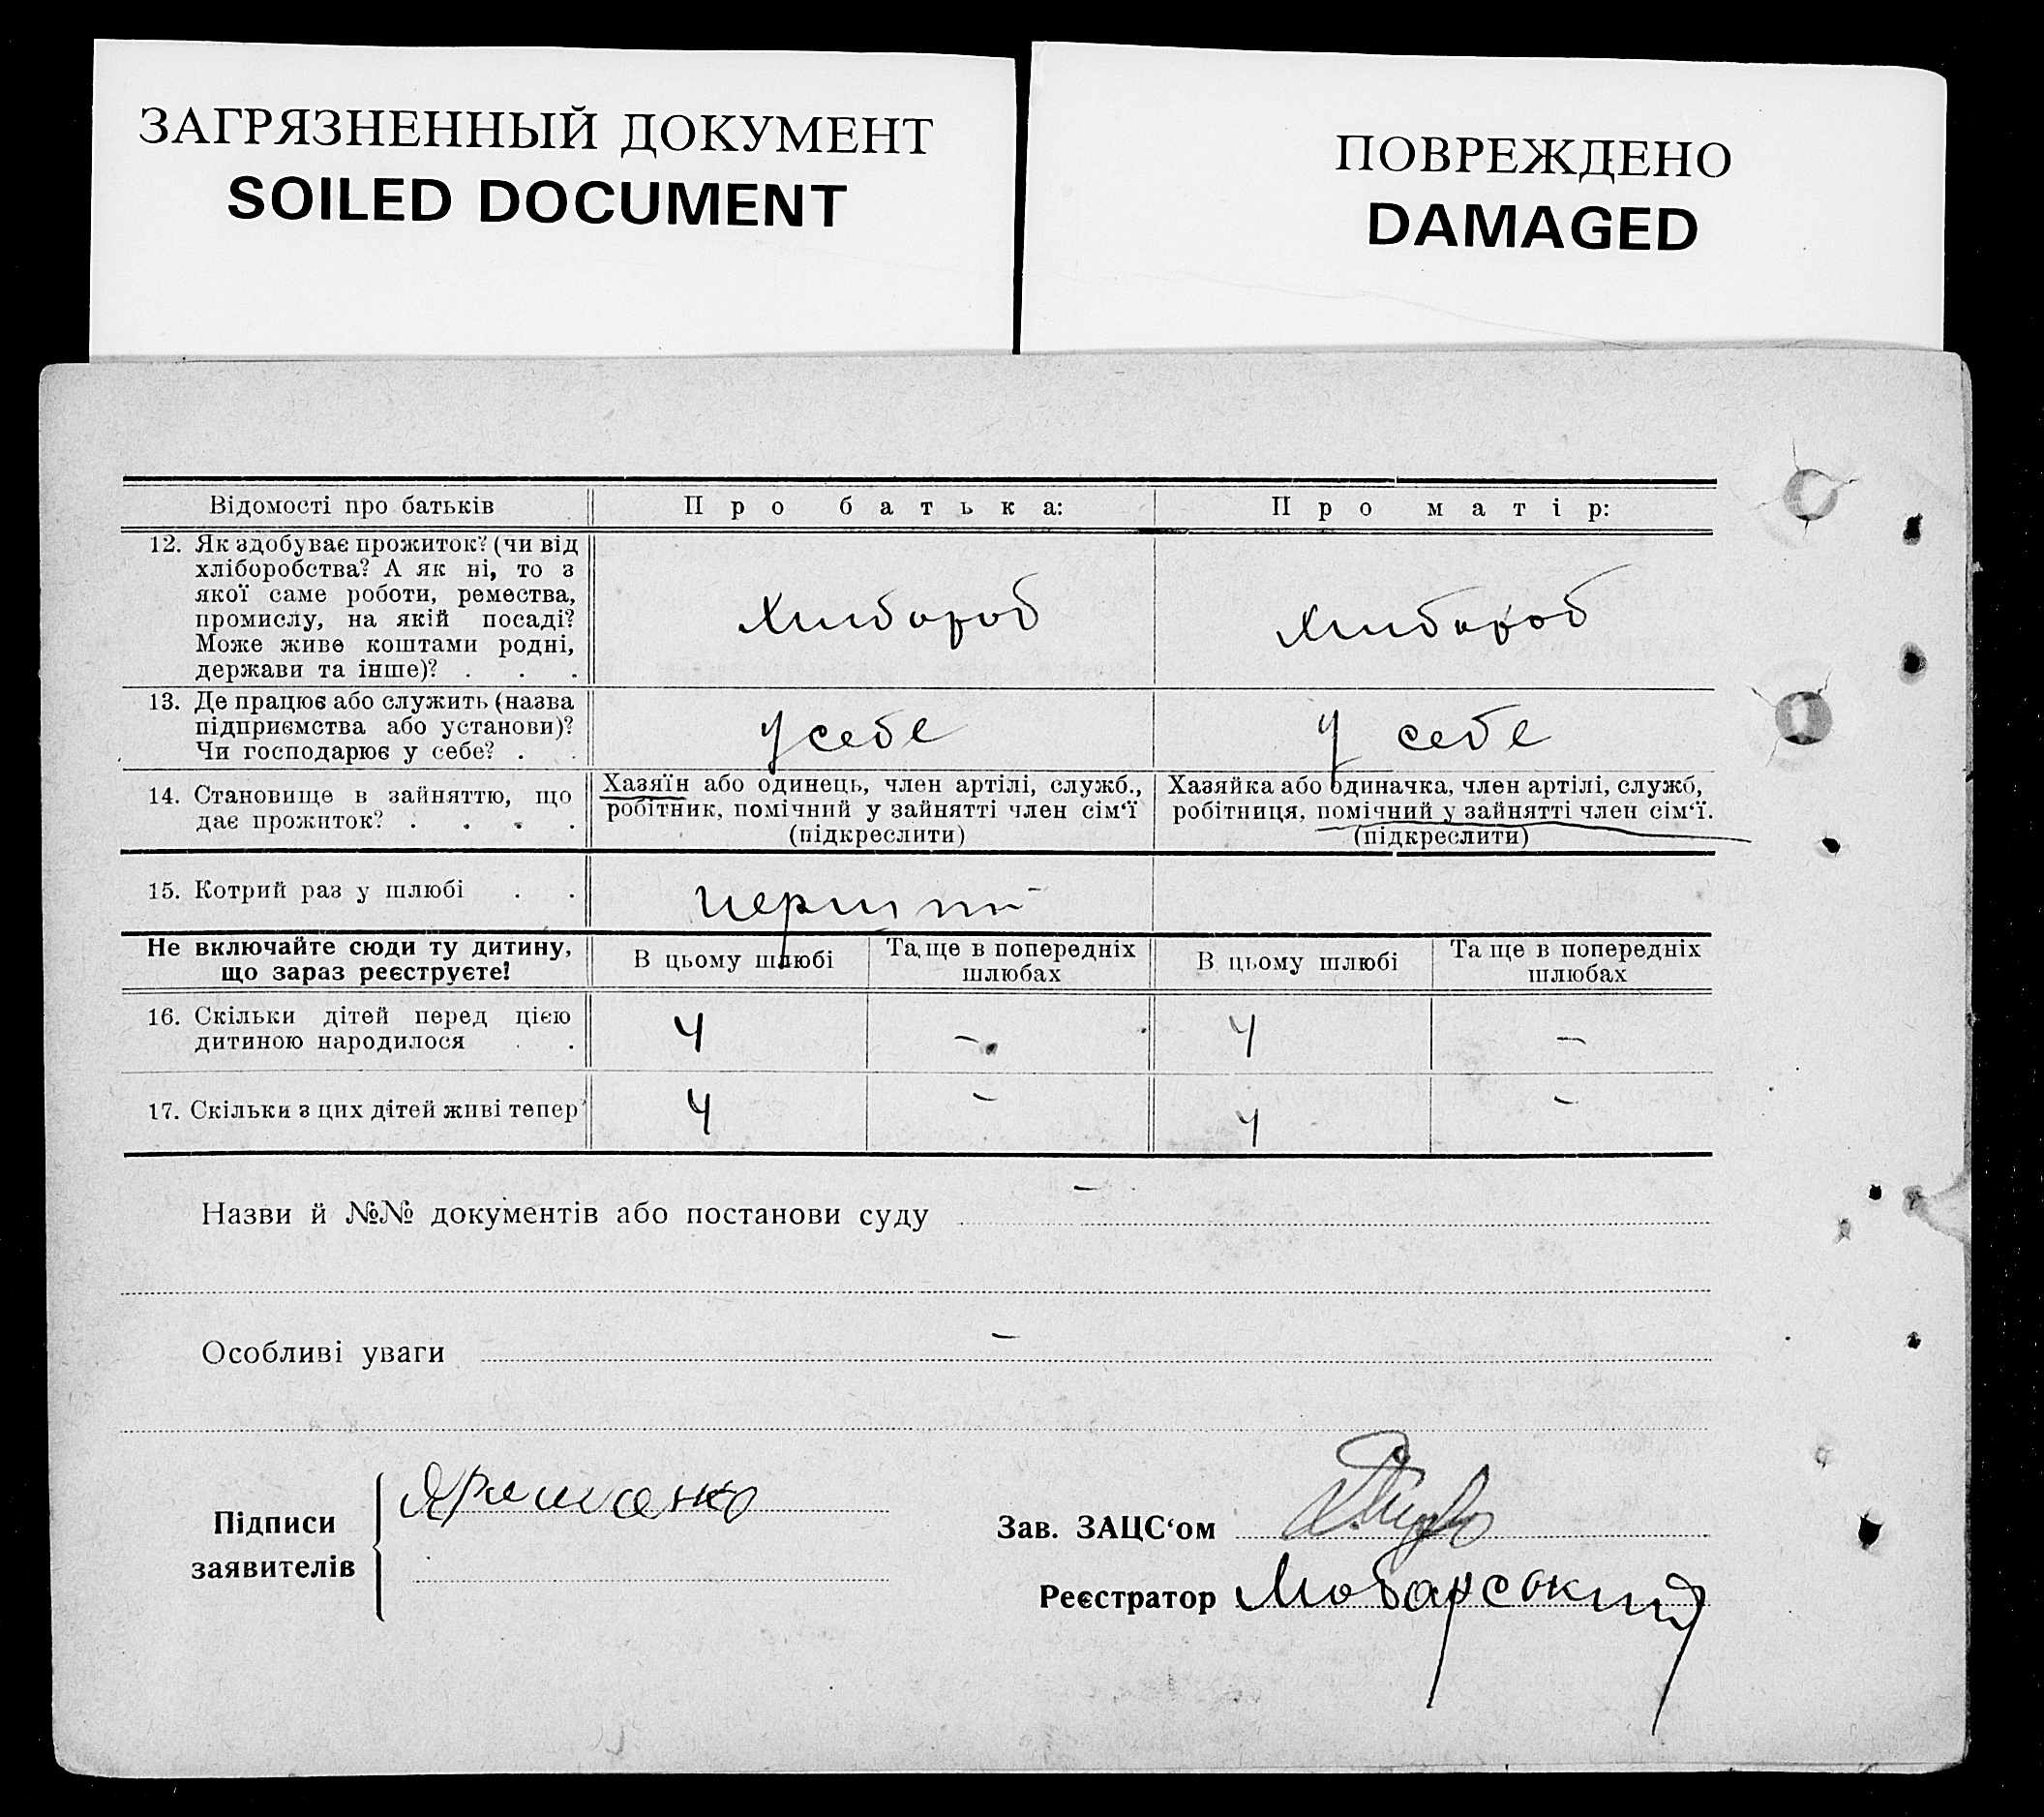 ЗАГРЯЗНЕННЫЙ ДОКУМЕНТ
SOILED DOCUMENT
ПОВРЕЖДЕНО
DAMAGED
Відомості про батьків
Про батька:
Про матір:
12. Як здобуває прожиток? (чи від
хліборобства? А як ні, то з
якої саме роботи, ремества,
промислу, на якій посаді?
Може живе коштами родні,
держави та інше)? . . .
Хлибороб
Хлибороб
13. Де працює або служить (назва
підприємства або установи)?
Чи господарює у себе? . .
у себе
у себе
14. Становище в зайняттю, що
дає прожиток? . . . .
Хазяїн або одинець, член артілі, служб.,
робітник, помічний у зайнятті член сім‘ї
(підкреслити)
Хазяйка або одиначка, член артілі, служб,
робітниця, помічний у зайнятті член сім‘ї.
(підкреслити)
15. Котрий раз у шлюбі . .
перший
Не включайте сюди ту дитину,
що зараз реєструєте!
В цьому шлюбі
Та ще в попередніх
шлюбах
В цьому шлюбі
Та ще в попередніх
шлюбах
16. Скільки дітей перед цією
дитиною народилося . .
4
-
4
-
17. Скільки з цих дітей живі тепер
4
-
4
-
Назви й №№ документів або постанови суду -
Особливі уваги -
Підписи
заявителів
Зав. ЗАЦС‘ом
Реєстратор